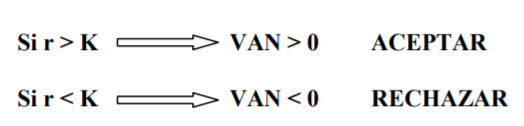 Si r > K ⟹ VAN > 0 ACEPTAR
Si r < K ⟹ VAN < 0 RECHAZAR